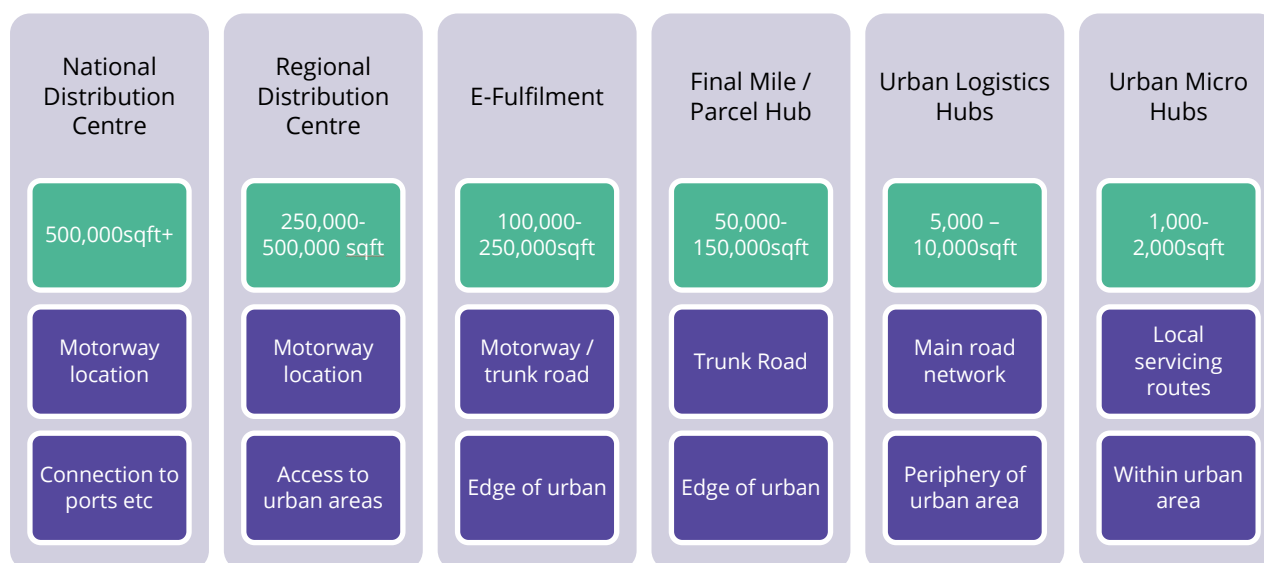 National
Distribution
Centre
500,000sqft+
Motorway
location
Connection to
ports etc
Regional
Distribution
Centre
250,000-
500,000 sqft
Motorway
location
Access to
urban areas
E-Fulfilment
100,000-
250,000sqft
Motorway /
trunk road
Edge of urban
Final Mile /
Parcel Hub
50,000-
150,000sqft
Trunk Road
Edge of urban
Urban Logistics
Hubs
5,000 –
10,000sqft
Main road
network
Periphery of
urban area
Urban Micro
Hubs
1,000-
2,000sqft
Local
servicing
routes
Within urban
area